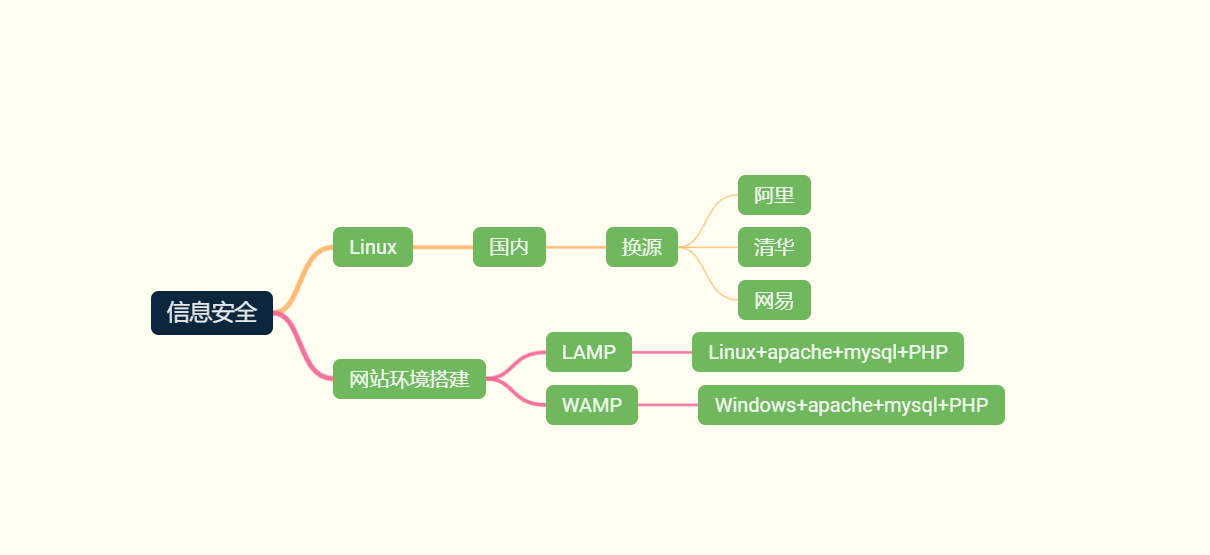 信息安全
Linux
国内
换源
阿里
清华
网易
网站环境搭建
LAMP
Linux+apache+mysql+PHP
WAMP
Windows+apache+mysql+PHP